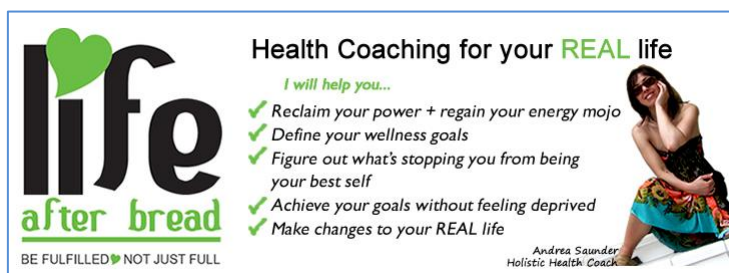 life
after bread
BE FULFILLED NOT JUST FULL
Health Coaching for your REAL life
I will help you...
Reclaim your power + regain your energy mojo
Define your wellness goals
Figure out what's stopping you from being
your best self
Achieve your goals without feeling deprived
Make changes to your REAL life
Andrea Saunder
Holistic Health Coach